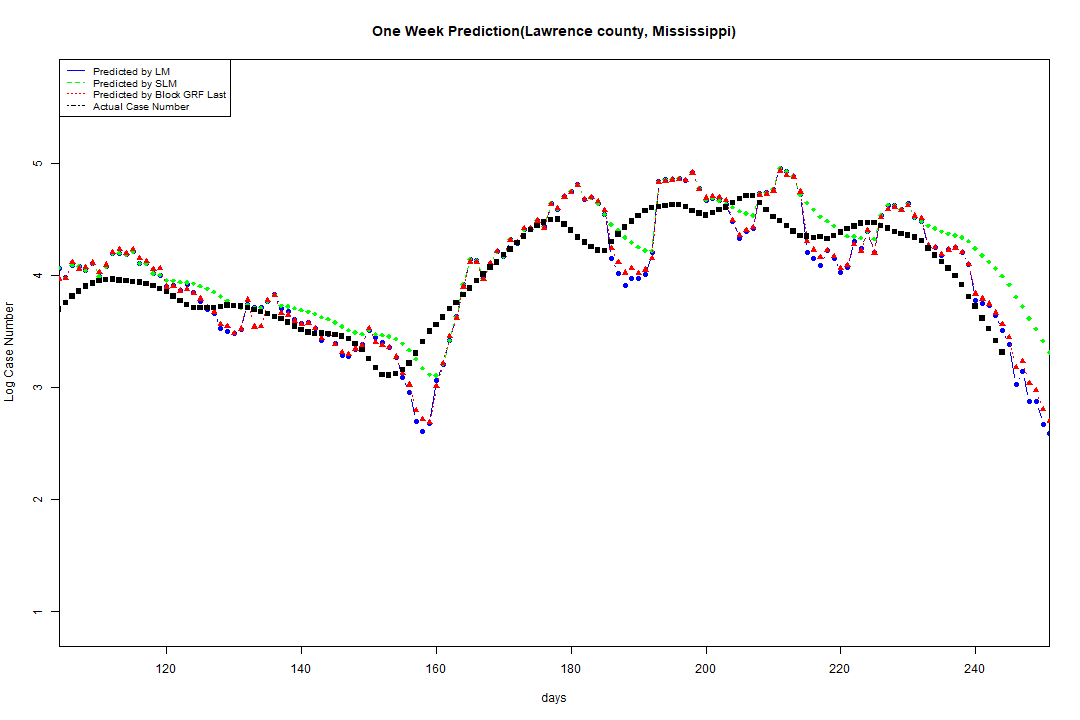 One Week Prediction(Lawrence county, Mississippi)
Predicted by LM
Predicted by SLM
Predicted by Block GRF Last
Actual Case Number
5
4
3
2
1
Log Case Number
120 140 160 180 200 220 240
days